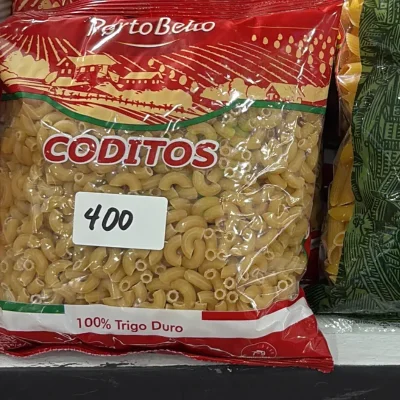 PortoBello
CODITOS
400
100% Trigo Duro